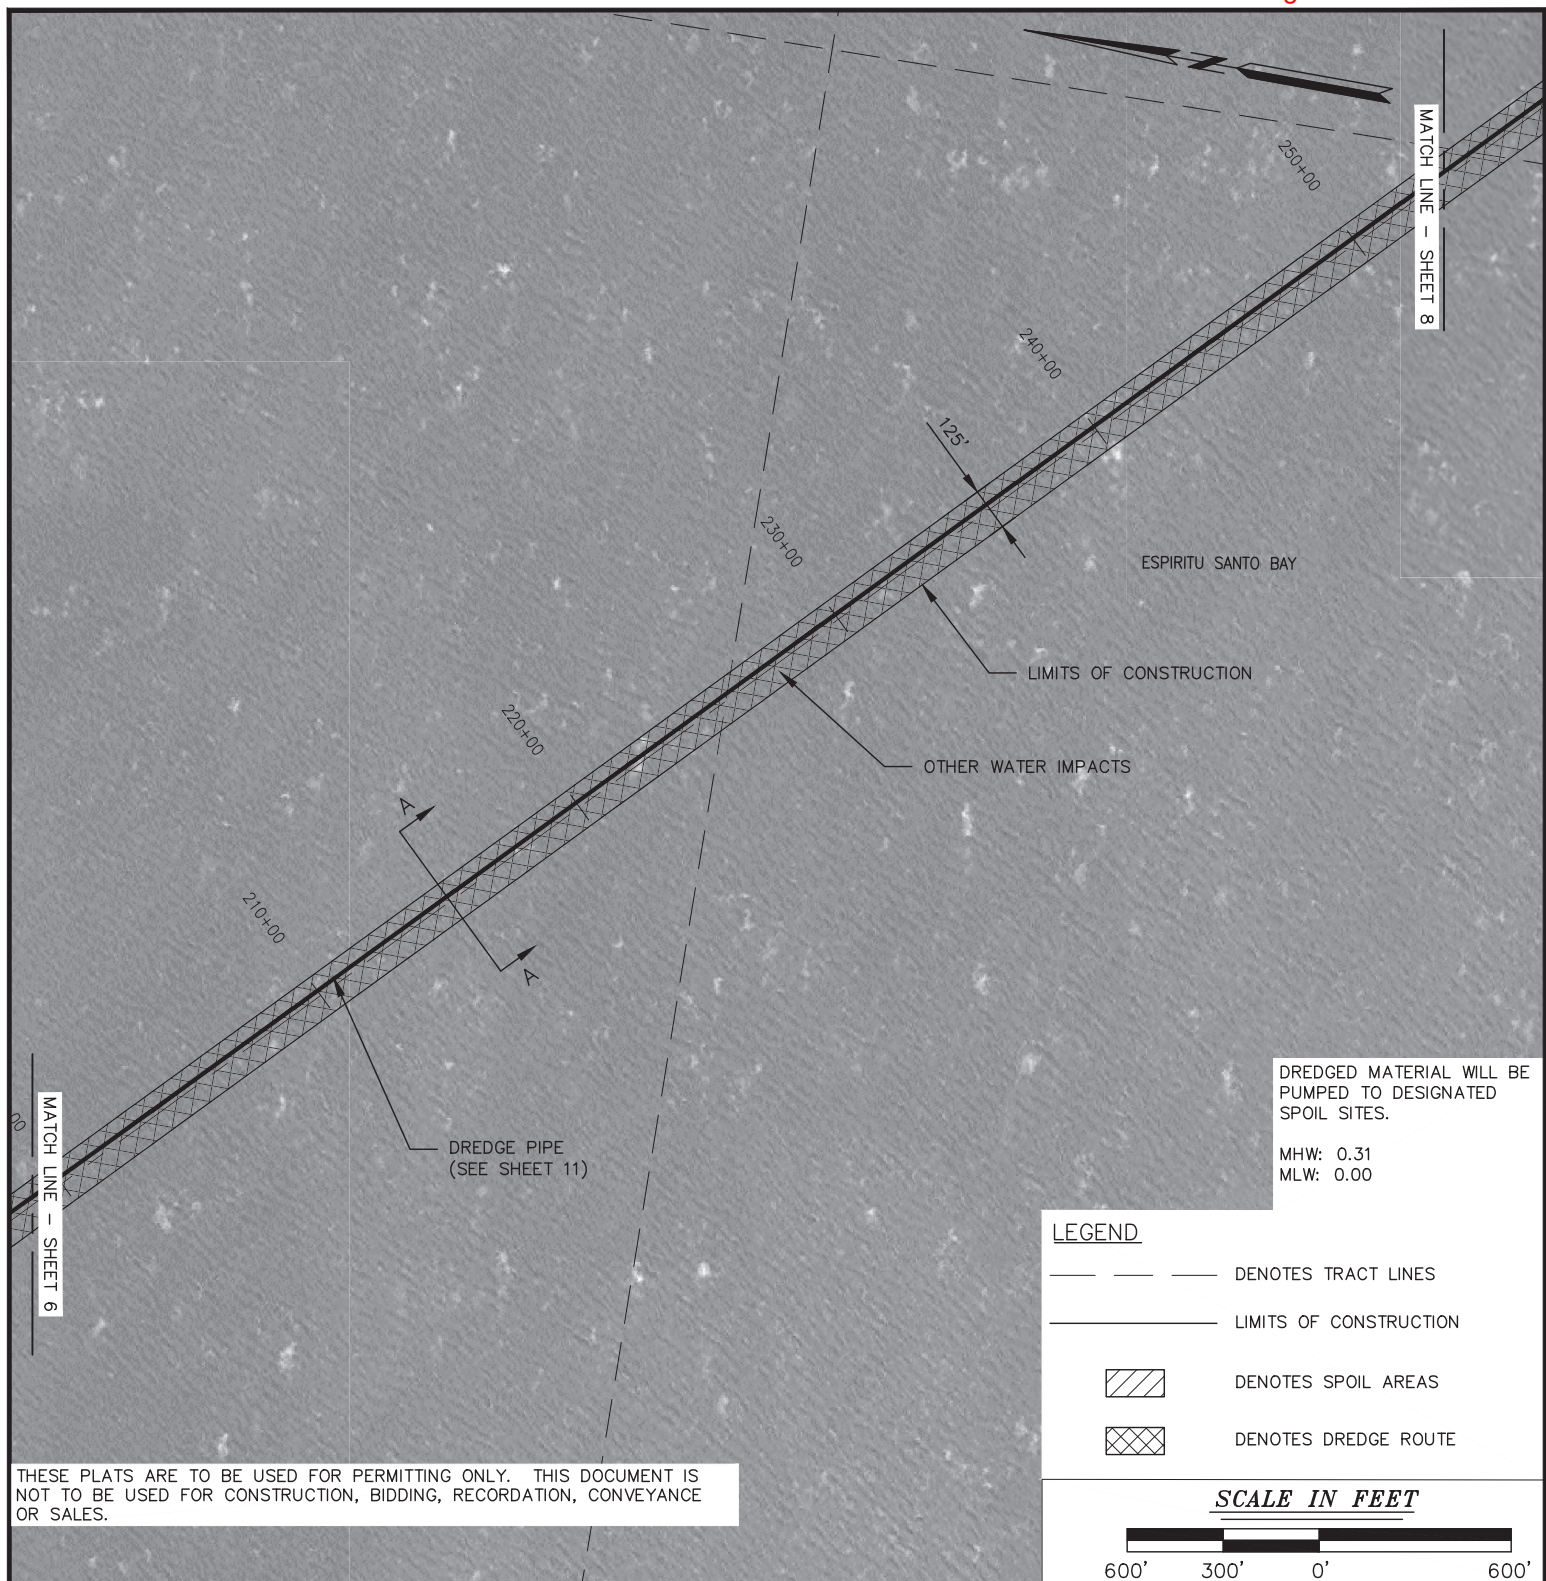 250+00
MATCH LINE - SHEET 8
240+00
125'
230+00
ESPIRITU SANTO BAY
LIMITS OF CONSTRUCTION
220+00
OTHER WATER IMPACTS
A
210+00
A
00
MATCH LINE - SHEET 6
DREDGE PIPE
(SEE SHEET 11)
DREDGED MATERIAL WILL BE
PUMPED TO DESIGNATED
SPOIL SITES.
MHW: 0.31
MLW: 0.00
LEGEND
DENOTES TRACT LINES
LIMITS OF CONSTRUCTION
DENOTES SPOIL AREAS
DENOTES DREDGE ROUTE
THESE PLATS ARE TO BE USED FOR PERMITTING ONLY. THIS DOCUMENT IS
NOT TO BE USED FOR CONSTRUCTION, BIDDING, RECORDATION, CONVEYANCE
OR SALES.
SCALE IN FEET
600' 300' 0' 600'